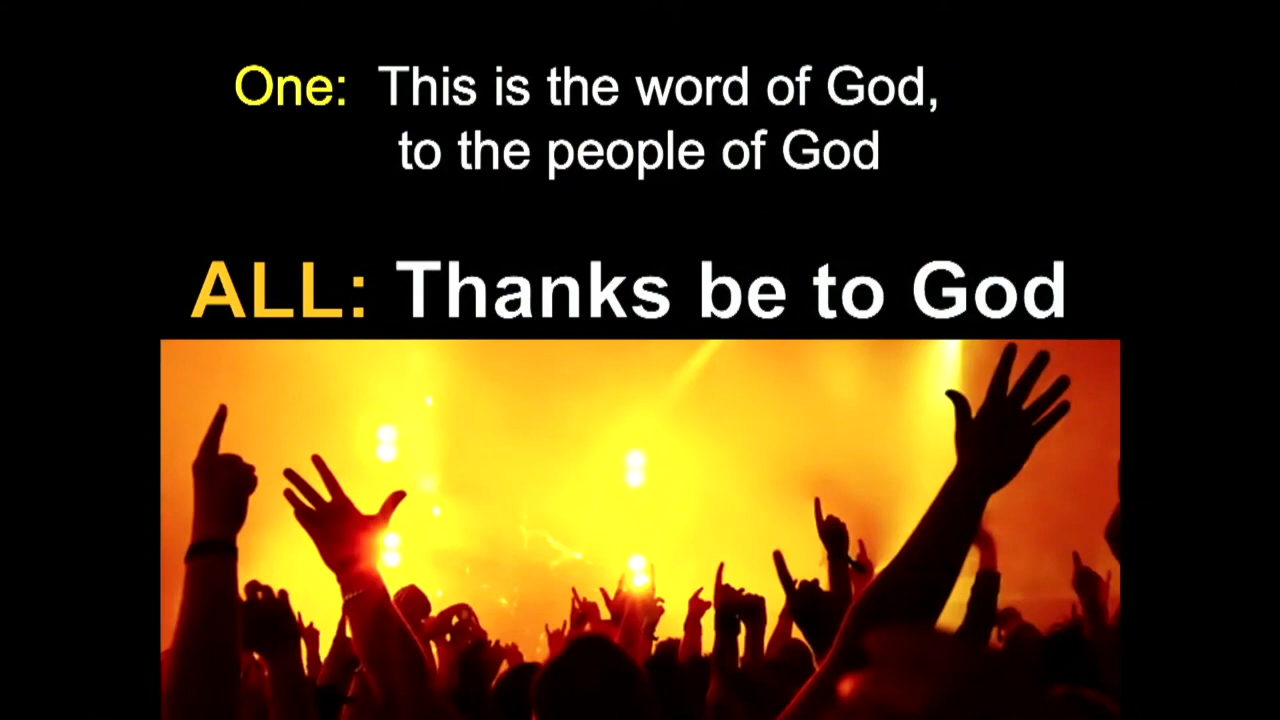 One: This is the word of God,
to the people of God
ALL: Thanks be to God